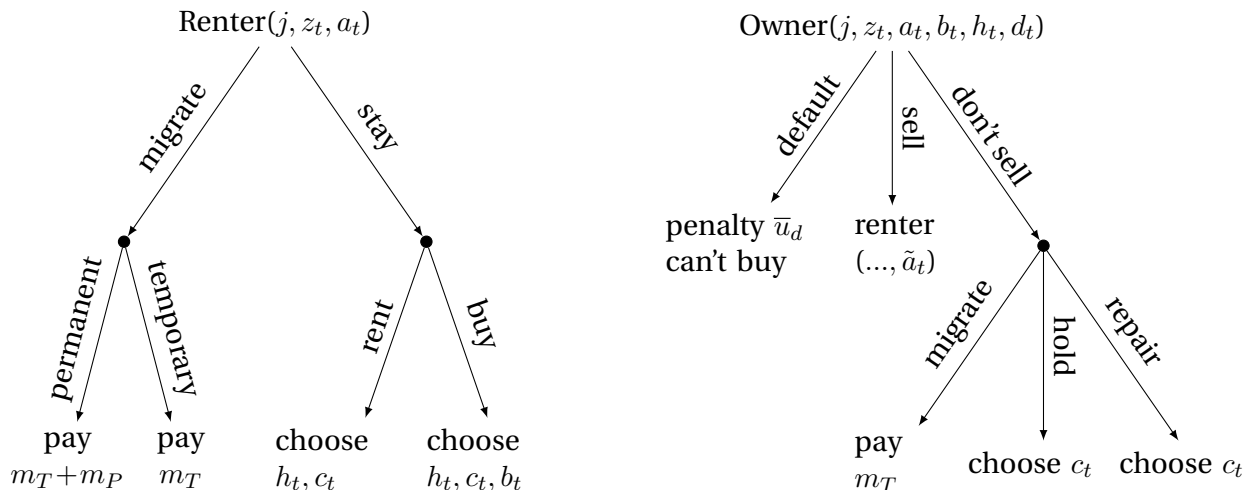 Renter(j, z_t, a_t)
migrate
stay
permanent
temporary
rent
buy
pay
m_T+m_P
pay
m_T
choose
h_t, c_t
choose
h_t, c_t, b_t
Owner(j, z_t, a_t, b_t, h_t, d_t)
default
sell
don't sell
penalty u̅_d
can't buy
renter
(..., ã_t)
migrate
hold
repair
pay
m_T
choose c_t
choose c_t